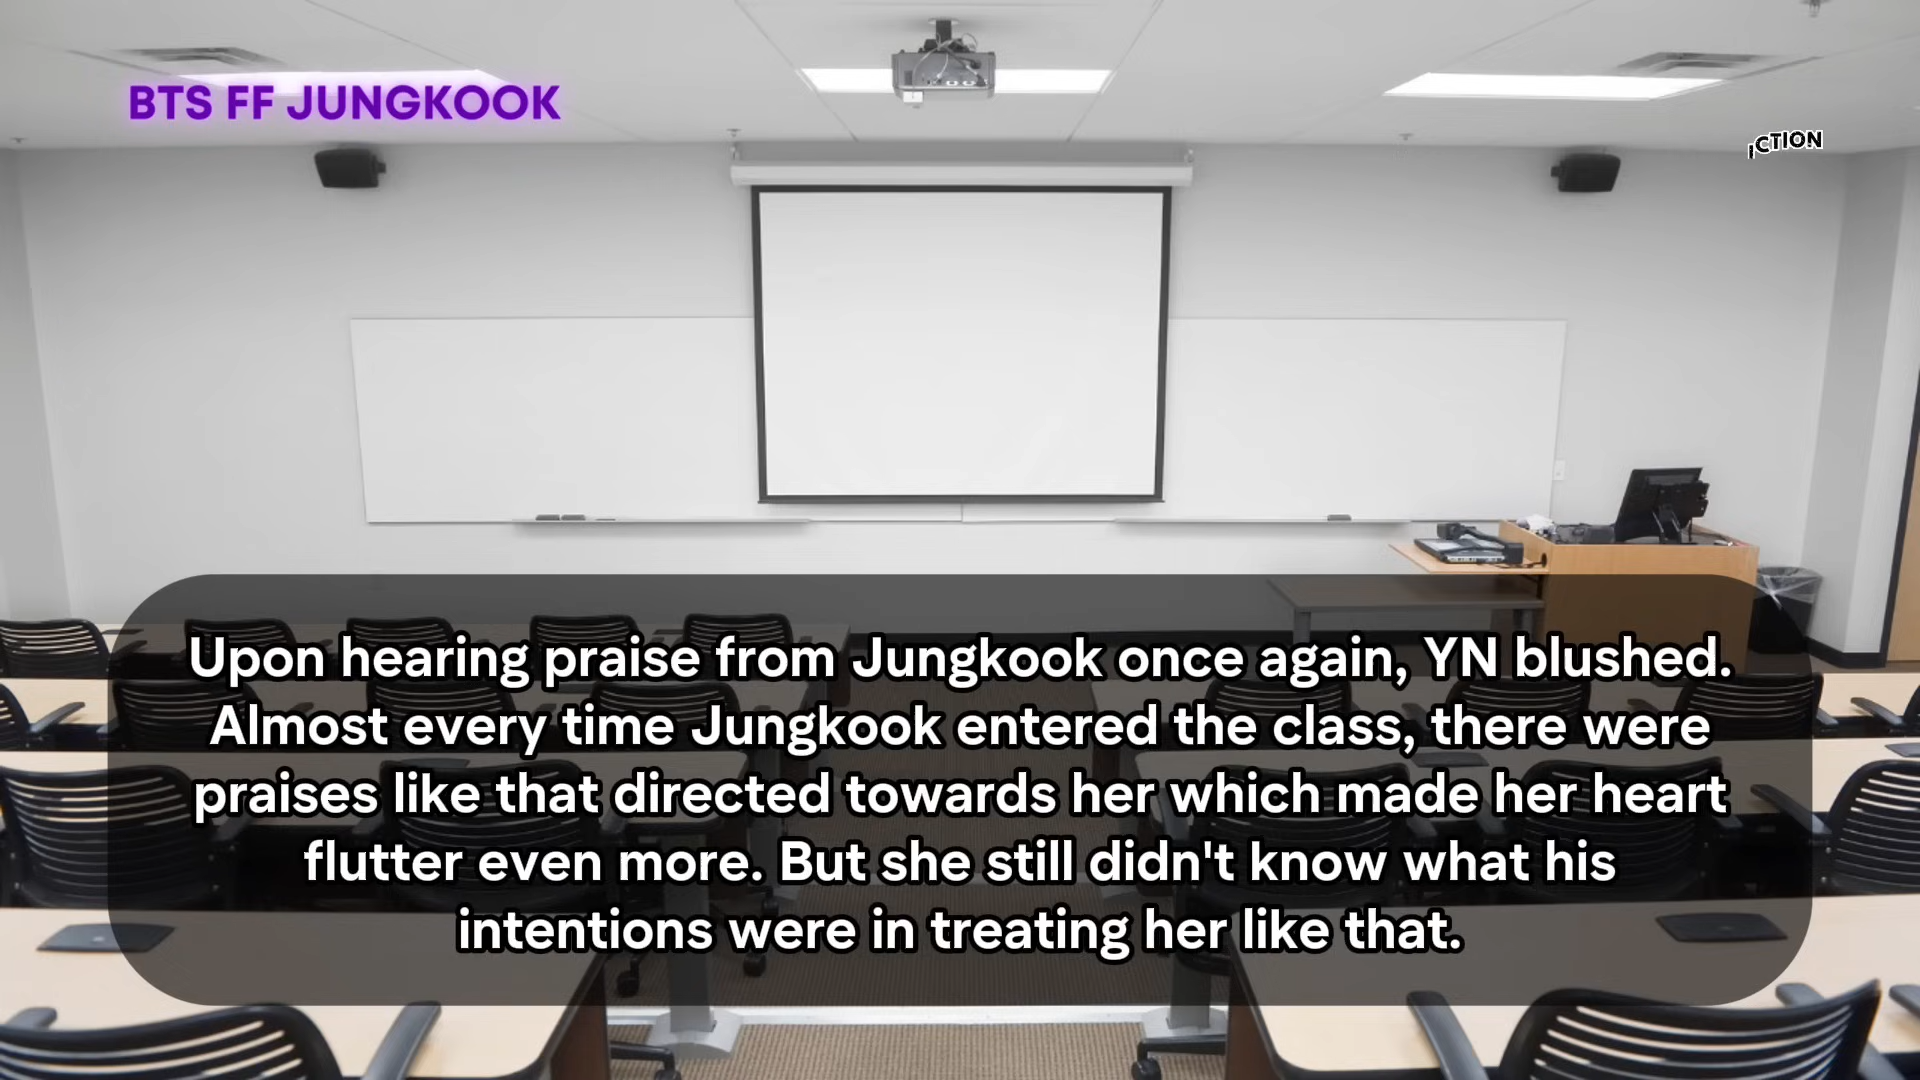 BTS FF JUNGKOOK
ICTION
Upon hearing praise from Jungkook once again, YN blushed.
Almost every time Jungkook entered the class, there were
praises like that directed towards her which made her heart
flutter even more. But she still didn't know what his
intentions were in treating her like that.